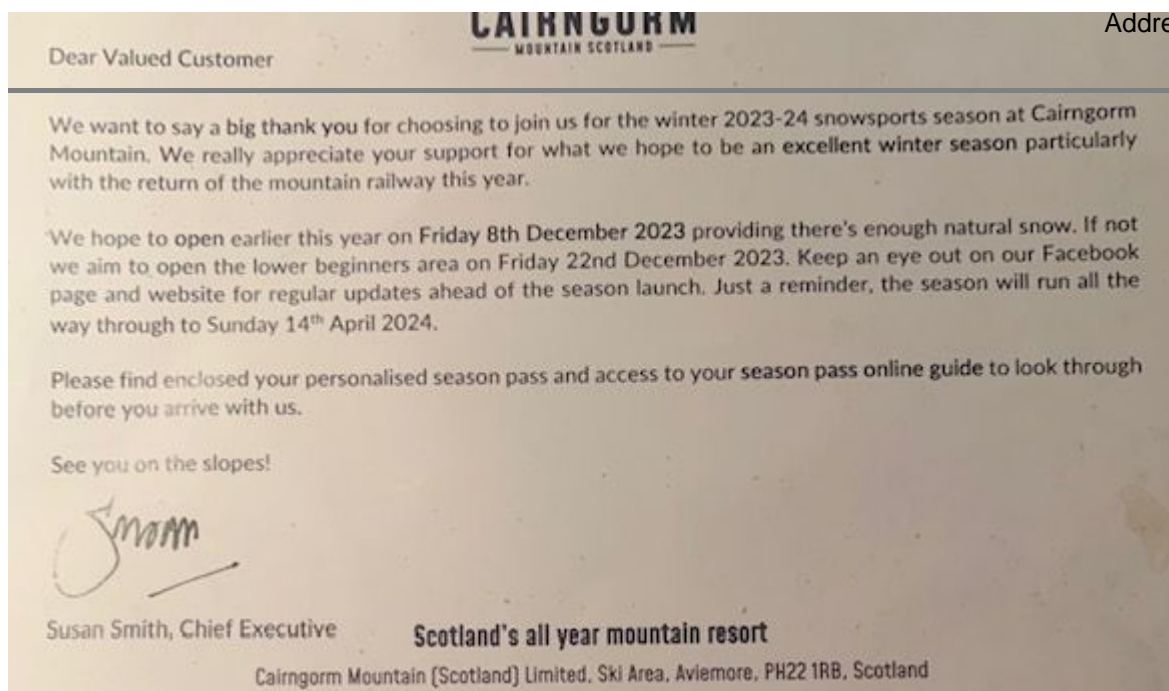 CAIRNGORM
Addre
MOUNTAIN SCOTLAND
Dear Valued Customer
We want to say a big thank you for choosing to join us for the winter 2023-24 snowsports season at Cairngorm
Mountain. We really appreciate your support for what we hope to be an excellent winter season particularly
with the return of the mountain railway this year.
We hope to open earlier this year on Friday 8th December 2023 providing there's enough natural snow. If not
we aim to open the lower beginners area on Friday 22nd December 2023. Keep an eye out on our Facebook
page and website for regular updates ahead of the season launch. Just a reminder, the season will run all the
way through to Sunday 14th April 2024.
Please find enclosed your personalised season pass and access to your season pass online guide to look through
before you arrive with us.
See you on the slopes!
Susan Smith, Chief Executive
Scotland's all year mountain resort
Cairngorm Mountain (Scotland) Limited, Ski Area, Aviemore, PH22 1RB, Scotland